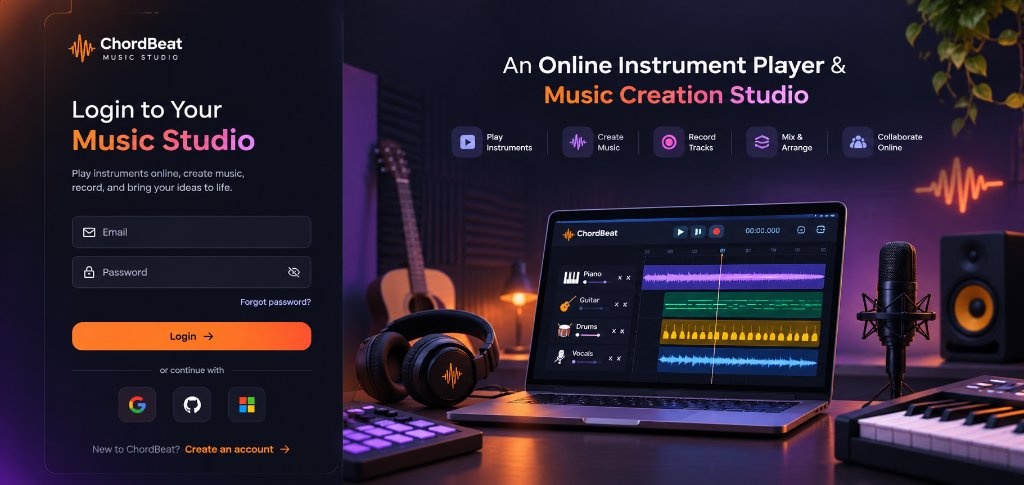 ChordBeat
MUSIC STUDIO
Login to Your
Music Studio
Play instruments online, create music,
record, and bring your ideas to life.
Email
Password
Forgot password?
Login →
or continue with
New to ChordBeat? Create an account →
An Online Instrument Player &
Music Creation Studio
Play
Instruments
Create
Music
Record
Tracks
Mix &
Arrange
Collaborate
Online
ChordBeat
00:00.000
Piano
Guitar
Drums
Vocals